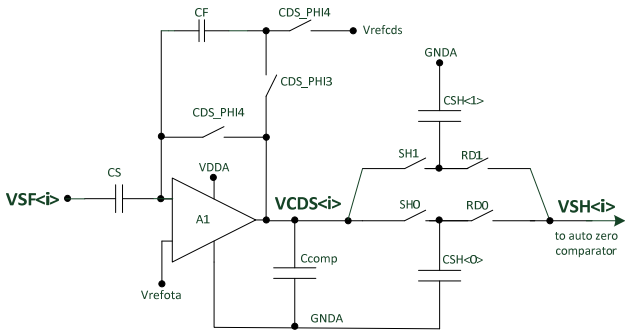 CF
CDS_PHI4
Vrefcds
GNDA
CDS_PHI3
CSH<1>
CDS_PHI4
CS
VDDA
SH1
RD1
VSF<i>
A1
VCDS<i>
SH0
RD0
VSH<i>
to auto zero
comparator
Ccomp
CSH<0>
Vrefota
GNDA